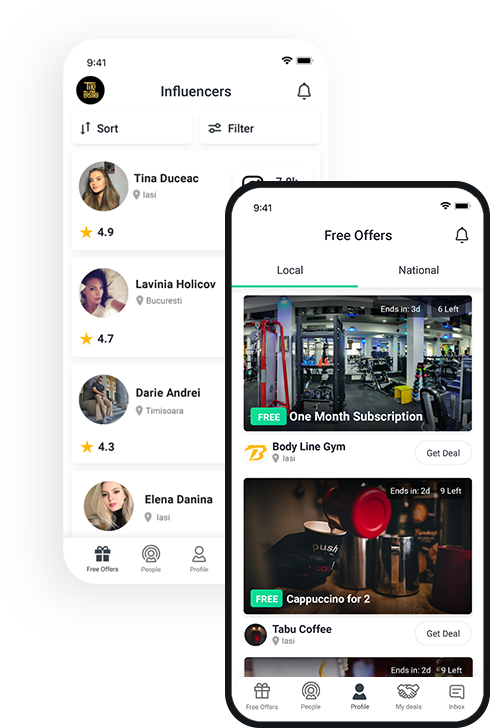 9:41
Influencers
Sort
Filter
Tina Duceac
Iasi
4.9
Lavinia Holicov
Bucuresti
4.7
Darie Andrei
Timisoara
4.3
Elena Danina
Iasi
Free Offers
People
Profile
9:41
Free Offers
Local
National
Ends in: 3d
6 Left
FREE
One Month Subscription
Body Line Gym
Iasi
Get Deal
Ends in: 2d
9 Left
push
FREE
Cappuccino for 2
Tabu Coffee
Iasi
Get Deal
Ends in: 2d
9 Left
Free Offers
People
Profile
My deals
Inbox